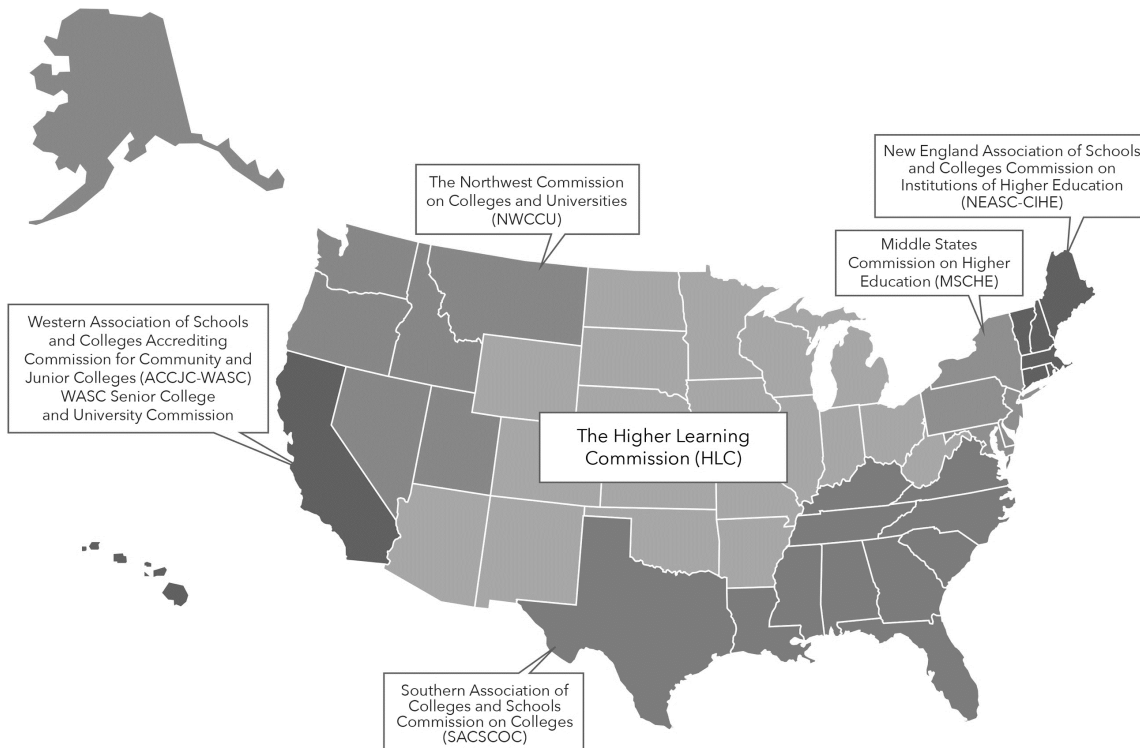 New England Association of Schools
and Colleges Commission on
Institutions of Higher Education
(NEASC-CIHE)
The Northwest Commission
on Colleges and Universities
(NWCCU)
Middle States
Commission on Higher
Education (MSCHE)
Western Association of Schools
and Colleges Accrediting
Commission for Community and
Junior Colleges (ACCJC-WASC)
WASC Senior College
and University Commission
The Higher Learning
Commission (HLC)
Southern Association of
Colleges and Schools
Commission on Colleges
(SACSCOC)